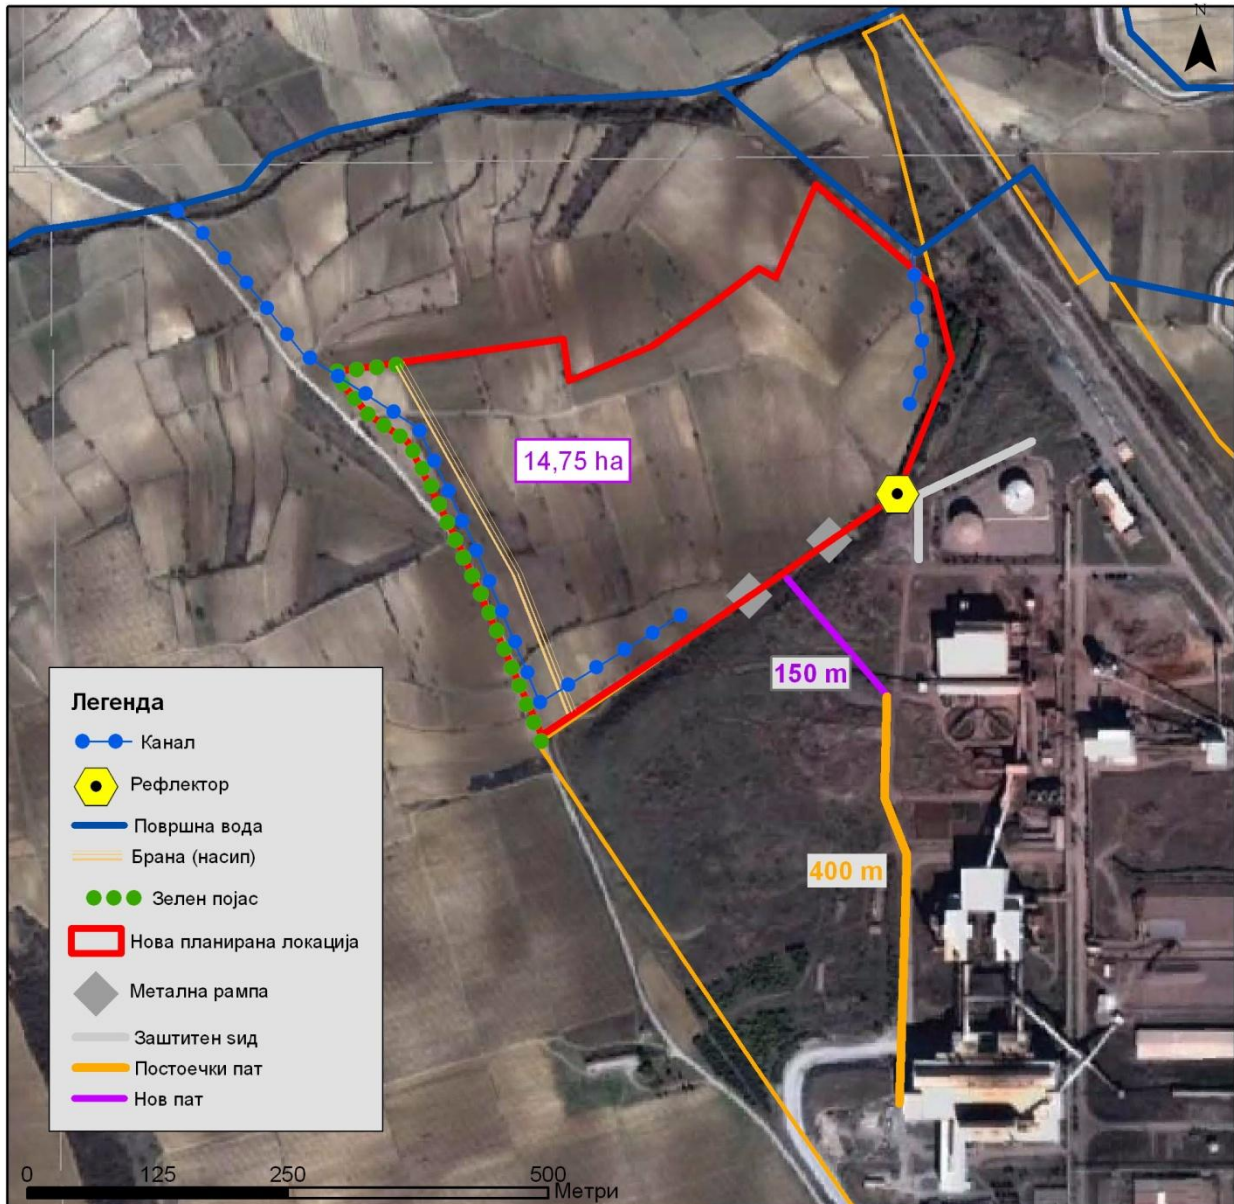 N
14,75 ha
150 m
400 m
Легенда
Канал
Рефлектор
Површна вода
Брана (насип)
Зелен појас
Нова планирана локација
Метална рампа
Заштитен ѕид
Постоечки пат
Нов пат
0 125 250 500
Метри